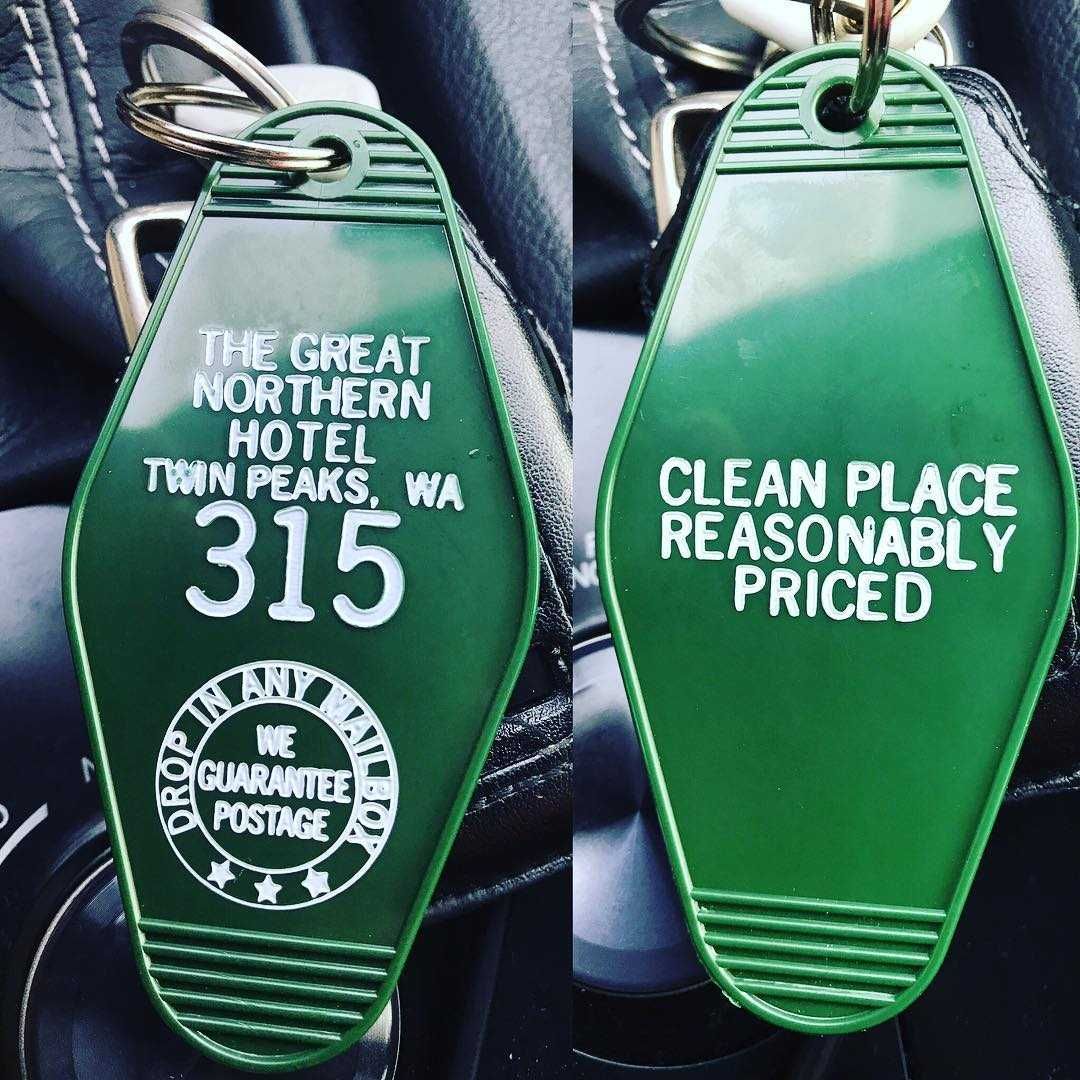 THE GREAT
NORTHERN
HOTEL
TWIN PEAKS, WA
315
DROP IN ANY MAILBOX
WE
GUARANTEE
POSTAGE
CLEAN PLACE
REASONABLY
PRICED